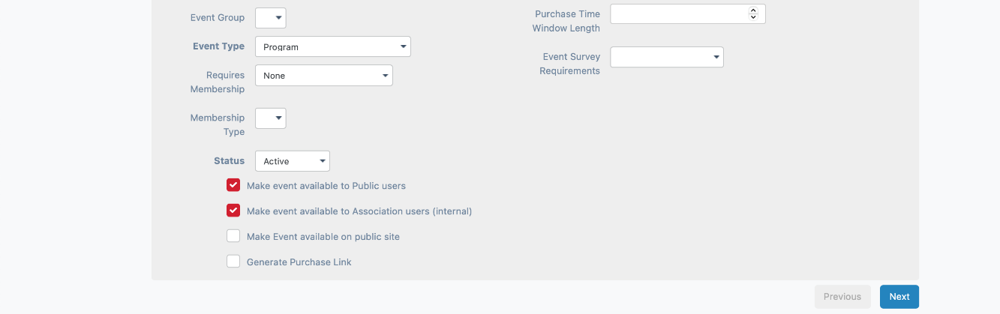 Event Group
Event Type
Program
Requires
Membership
None
Membership
Type
Status
Active
Make event available to Public users
Make event available to Association users (internal)
Make Event available on public site
Generate Purchase Link
Purchase Time
Window Length
Event Survey
Requirements
Previous
Next